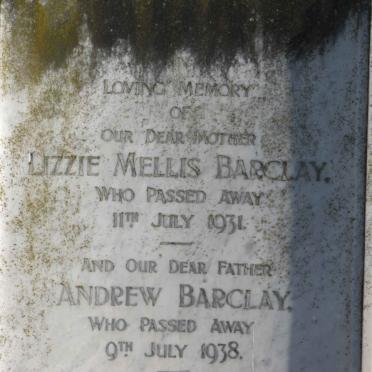 LOVING MEMORY
OF
OUR DEAR MOTHER
LIZZIE MELLIS BARCLAY.
WHO PASSED AWAY
11TH JULY 1931.
AND OUR DEAR FATHER
ANDREW BARCLAY.
WHO PASSED AWAY
9TH JULY 1938.